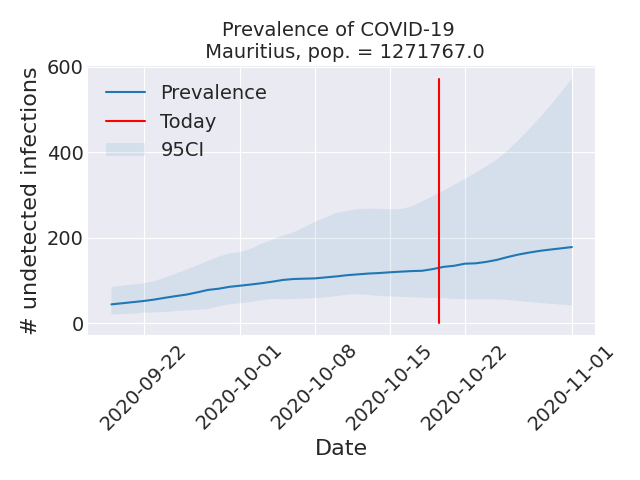 Prevalence of COVID-19
Mauritius, pop. = 1271767.0
# undetected infections
600
400
200
0
Prevalence
Today
95CI
2020-09-22
2020-10-01
2020-10-08
2020-10-15
2020-10-22
2020-11-01
Date